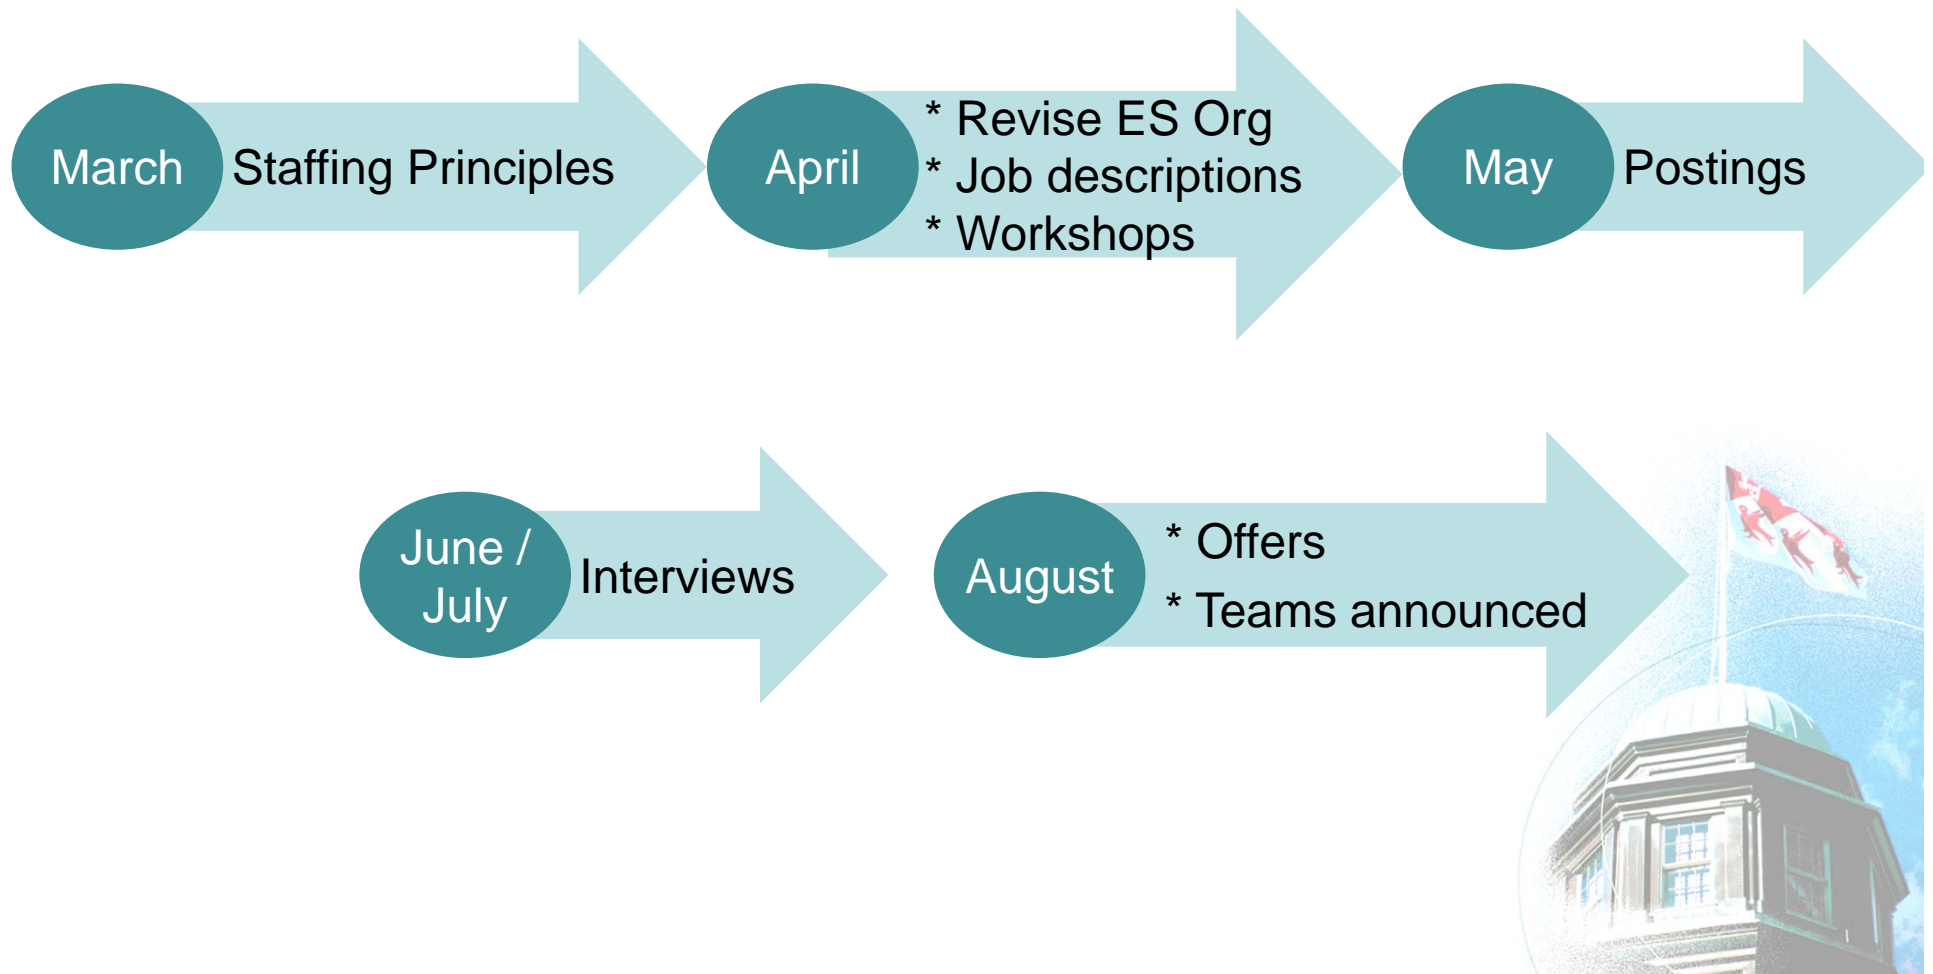 March
Staffing Principles
April
* Revise ES Org
* Job descriptions
* Workshops
May
Postings
June /
July
Interviews
August
* Offers
* Teams announced